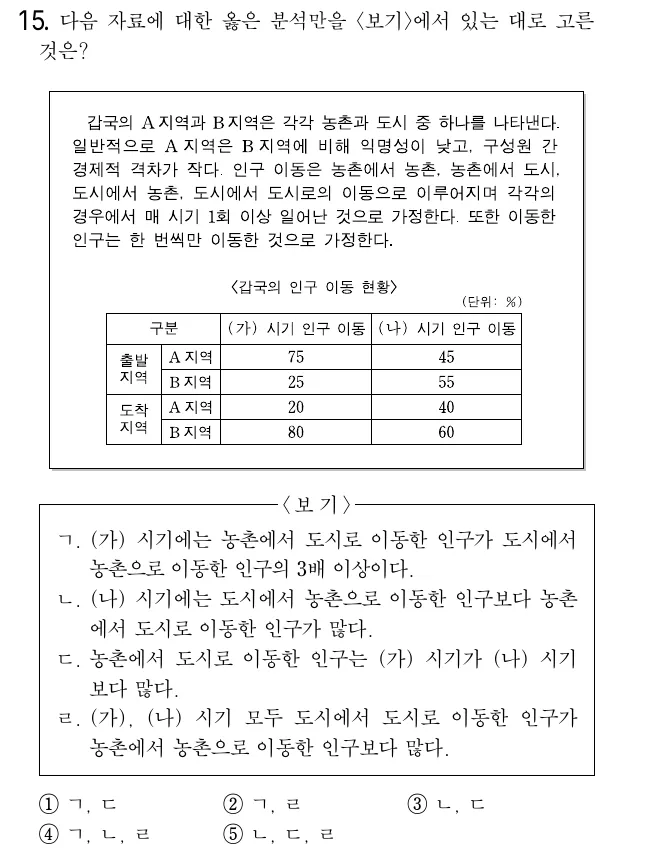 15. 다음 자료에 대한 옳은 분석만을 〈보기〉에서 있는 대로 고른
것은?
갑국의 A 지역과 B 지역은 각각 농촌과 도시 중 하나를 나타낸다.
일반적으로 A 지역은 B 지역에 비해 익명성이 낮고, 구성원 간
경제적 격차가 작다. 인구 이동은 농촌에서 농촌, 농촌에서 도시,
도시에서 농촌, 도시에서 도시로의 이동으로 이루어지며 각각의
경우에서 매 시기 1회 이상 일어난 것으로 가정한다. 또한 이동한
인구는 한 번씩만 이동한 것으로 가정한다.
〈갑국의 인구 이동 현황〉
(단위: %)
구분 (가) 시기 인구 이동 (나) 시기 인구 이동
출발 지역 A 지역 75 45
B 지역 25 55
도착 지역 A 지역 20 40
B 지역 80 60
〈보기〉
ㄱ. (가) 시기에는 농촌에서 도시로 이동한 인구가 도시에서
농촌으로 이동한 인구의 3배 이상이다.
ㄴ. (나) 시기에는 도시에서 농촌으로 이동한 인구보다 농촌
에서 도시로 이동한 인구가 많다.
ㄷ. 농촌에서 도시로 이동한 인구는 (가) 시기가 (나) 시기
보다 많다.
ㄹ. (가), (나) 시기 모두 도시에서 도시로 이동한 인구가
농촌에서 농촌으로 이동한 인구보다 많다.
① ㄱ, ㄷ ② ㄱ, ㄹ ③ ㄴ, ㄷ
④ ㄱ, ㄴ, ㄹ ⑤ ㄴ, ㄷ, ㄹ